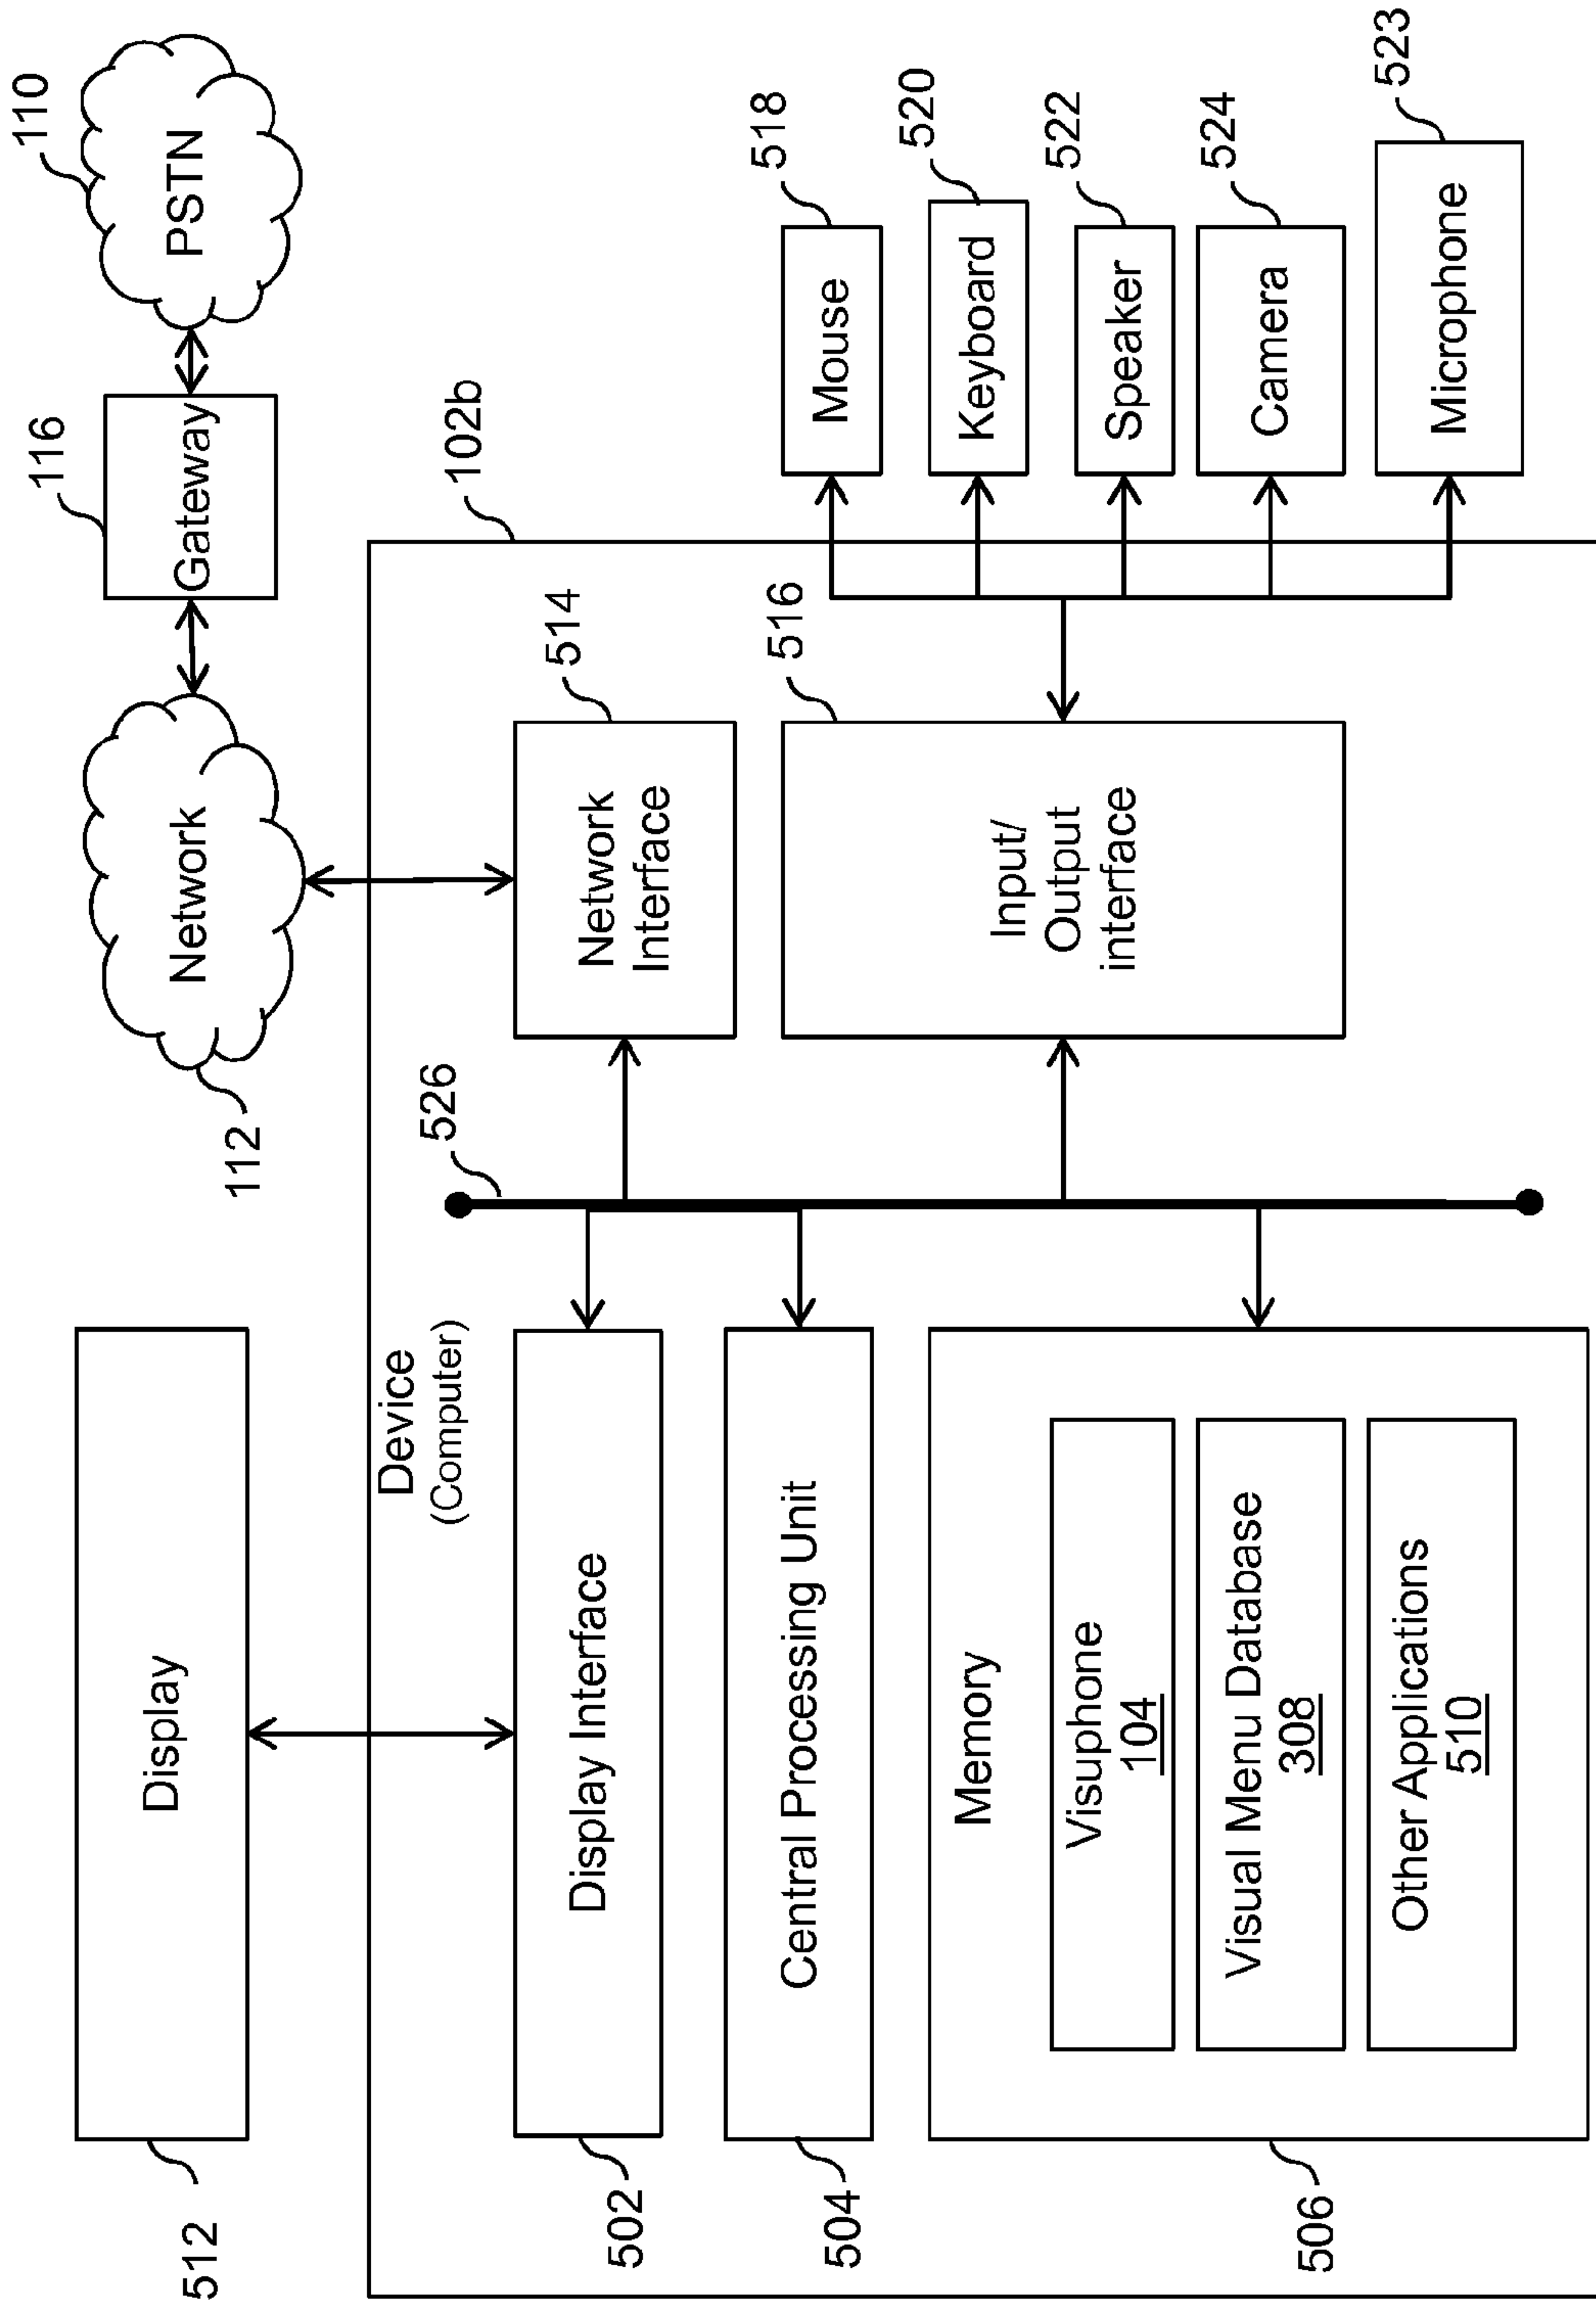 512
Display
112
Network
116
Gateway
110
PSTN
Device
(Computer)
102b
526
502
Display Interface
514
Network
Interface
504
Central Processing Unit
516
Input/
Output
interface
506
Memory
Visuphone
104
Visual Menu Database
308
Other Applications
510
Mouse
518
Keyboard
520
Speaker
522
Camera
524
Microphone
523